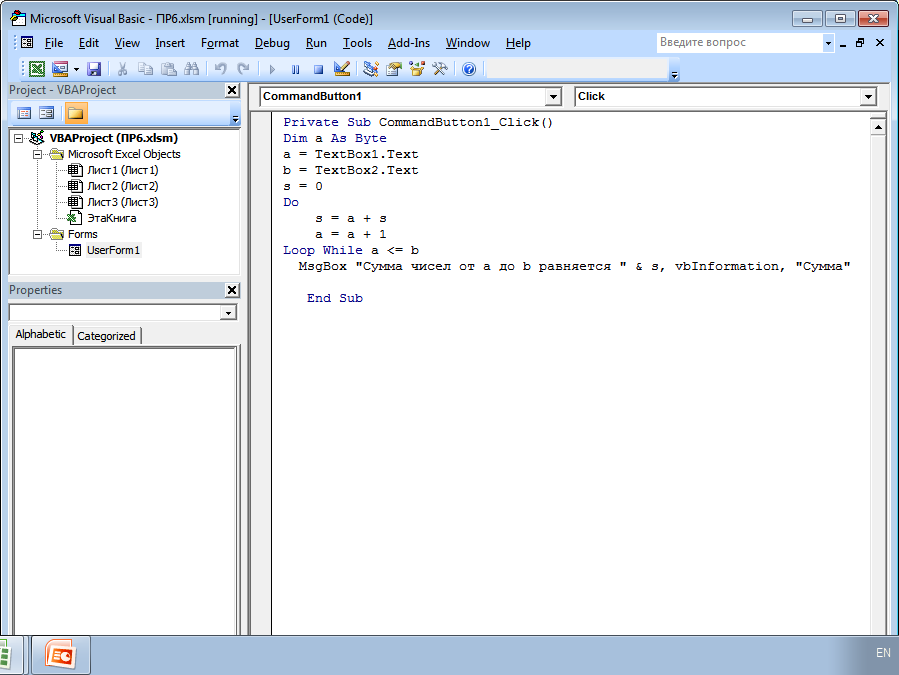 Microsoft Visual Basic - ПР6.xlsm [running] - [UserForm1 (Code)]
File Edit View Insert Format Debug Run Tools Add-Ins Window Help
Введите вопрос
Project - VBAProject
CommandButton1
Click
VBAProject (ПР6.xlsm)
Microsoft Excel Objects
Лист1 (Лист1)
Лист2 (Лист2)
Лист3 (Лист3)
ЭтаКнига
Forms
UserForm1
Properties
Alphabetic Categorized
Private Sub CommandButton1_Click()
Dim a As Byte
a = TextBox1.Text
b = TextBox2.Text
s = 0
Do
s = a + s
a = a + 1
Loop While a <= b
MsgBox "Сумма чисел от a до b равняется " & s, vbInformation, "Сумма"
End Sub
EN